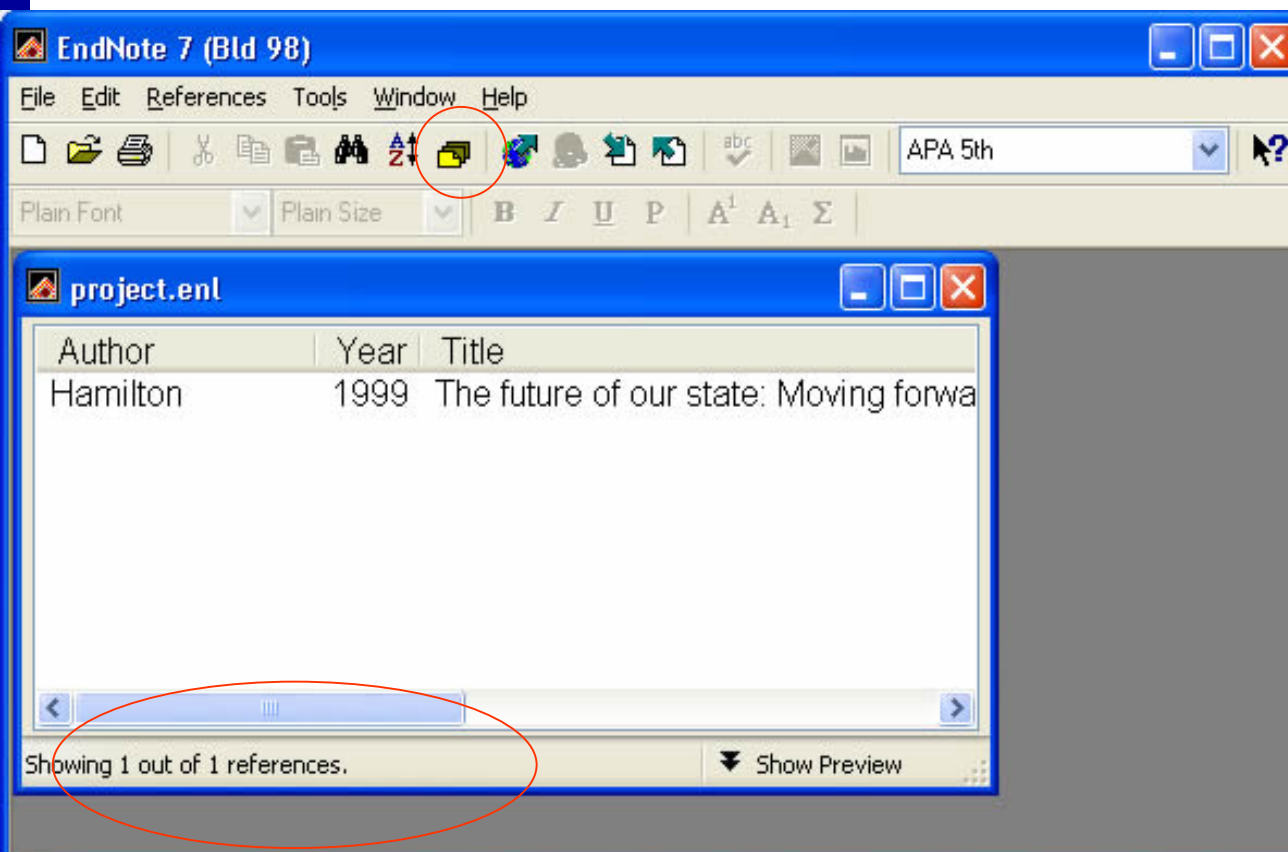 EndNote 7 (Bld 98)
File Edit References Tools Window Help
A Z abc APA 5th ?
Plain Font Plain Size B I U P A¹ A₁ Σ
project.enl
Author Year Title
Hamilton 1999 The future of our state: Moving forwa
Showing 1 out of 1 references. Show Preview